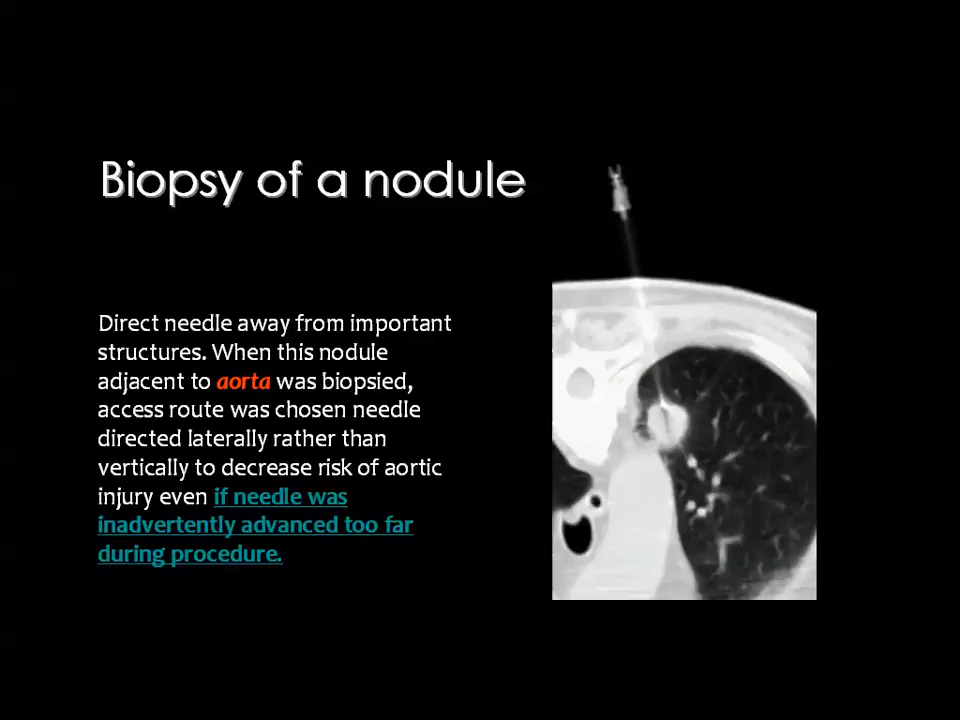 Biopsy of a nodule
Direct needle away from important
structures. When this nodule
adjacent to aorta was biopsied,
access route was chosen needle
directed laterally rather than
vertically to decrease risk of aortic
injury even if needle was
inadvertently advanced too far
during procedure.